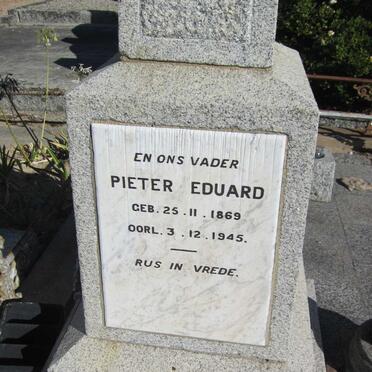 EN ONS VADER
PIETER EDUARD
GEB. 25.11.1869
OORL. 3.12.1945.
RUS IN VREDE.